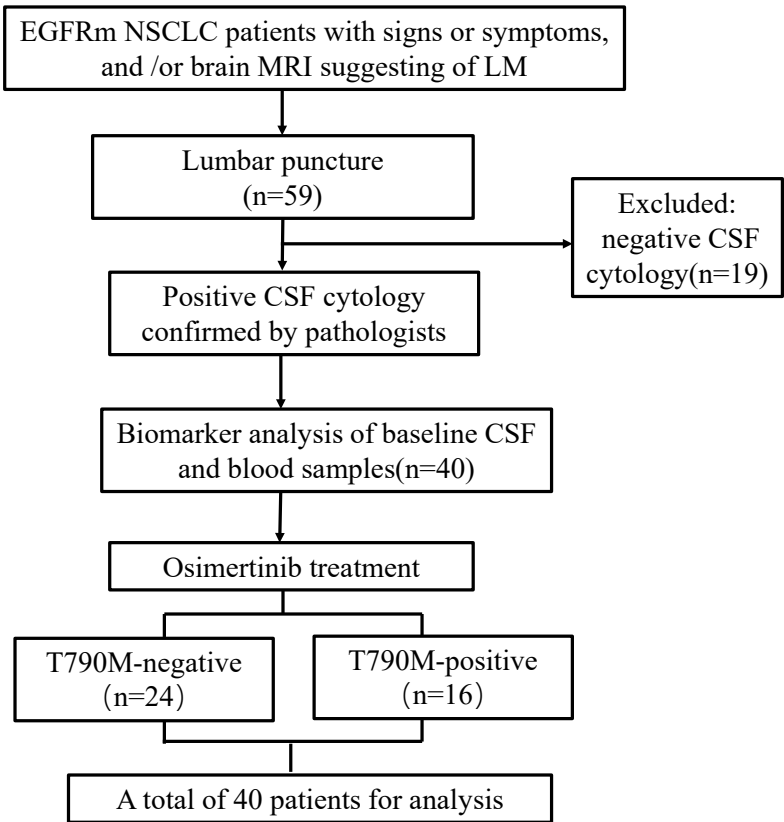 EGFRm NSCLC patients with signs or symptoms,
and /or brain MRI suggesting of LM
Lumbar puncture
(n=59)
Excluded:
negative CSF
cytology(n=19)
Positive CSF cytology
confirmed by pathologists
Biomarker analysis of baseline CSF
and blood samples(n=40)
Osimertinib treatment
T790M-negative
（n=24）
T790M-positive
（n=16）
A total of 40 patients for analysis